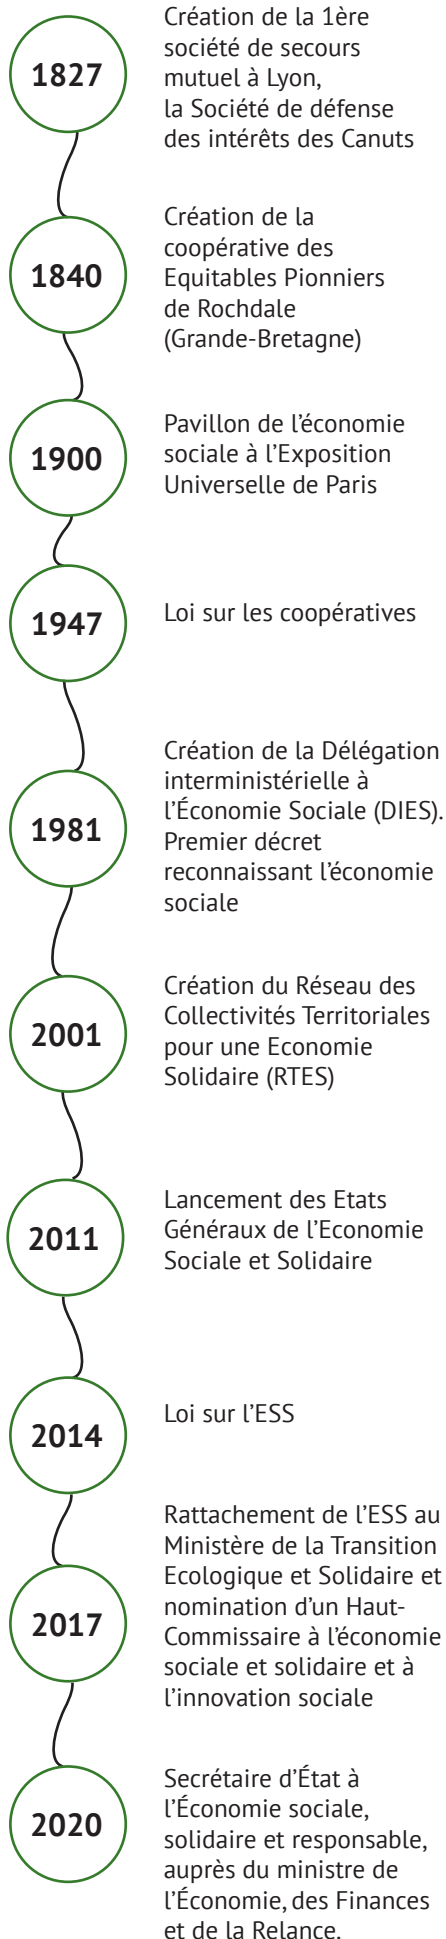 1827
Création de la 1ère
société de secours
mutuel à Lyon,
la Société de défense
des intérêts des Canuts
1840
Création de la
coopérative des
Equitables Pionniers
de Rochdale
(Grande-Bretagne)
1900
Pavillon de l’économie
sociale à l’Exposition
Universelle de Paris
1947
Loi sur les coopératives
1981
Création de la Délégation
interministérielle à
l’Économie Sociale (DIES).
Premier décret
reconnaissant l’économie
sociale
2001
Création du Réseau des
Collectivités Territoriales
pour une Economie
Solidaire (RTES)
2011
Lancement des Etats
Généraux de l’Economie
Sociale et Solidaire
2014
Loi sur l’ESS
2017
Rattachement de l’ESS au
Ministère de la Transition
Ecologique et Solidaire et
nomination d’un Haut-
Commissaire à l’économie
sociale et solidaire et à
l’innovation sociale
2020
Secrétaire d’État à
l’Économie sociale,
solidaire et responsable,
auprès du ministre de
l’Économie, des Finances
et de la Relance.